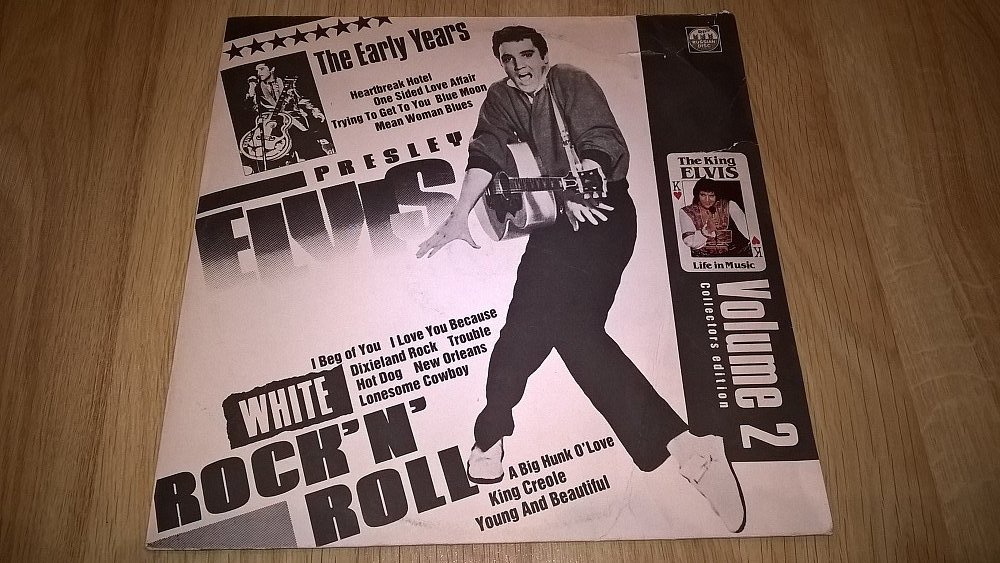 The Early Years
Heartbreak Hotel
One Sided Love Affair
Trying To Get To You Blue Moon
Mean Woman Blues
PRESLEY
ELVIS
I Beg of You I Love You Because
Dixieland Rock Trouble
Hot Dog New Orleans
Lonesome Cowboy
WHITE
ROCK'N'
ROLL
A Big Hunk O'Love
King Creole
Young And Beautiful
RUSSIAN
DISC
The King
ELVIS
K
K
Life in Music
Volume 2
Collectors edition